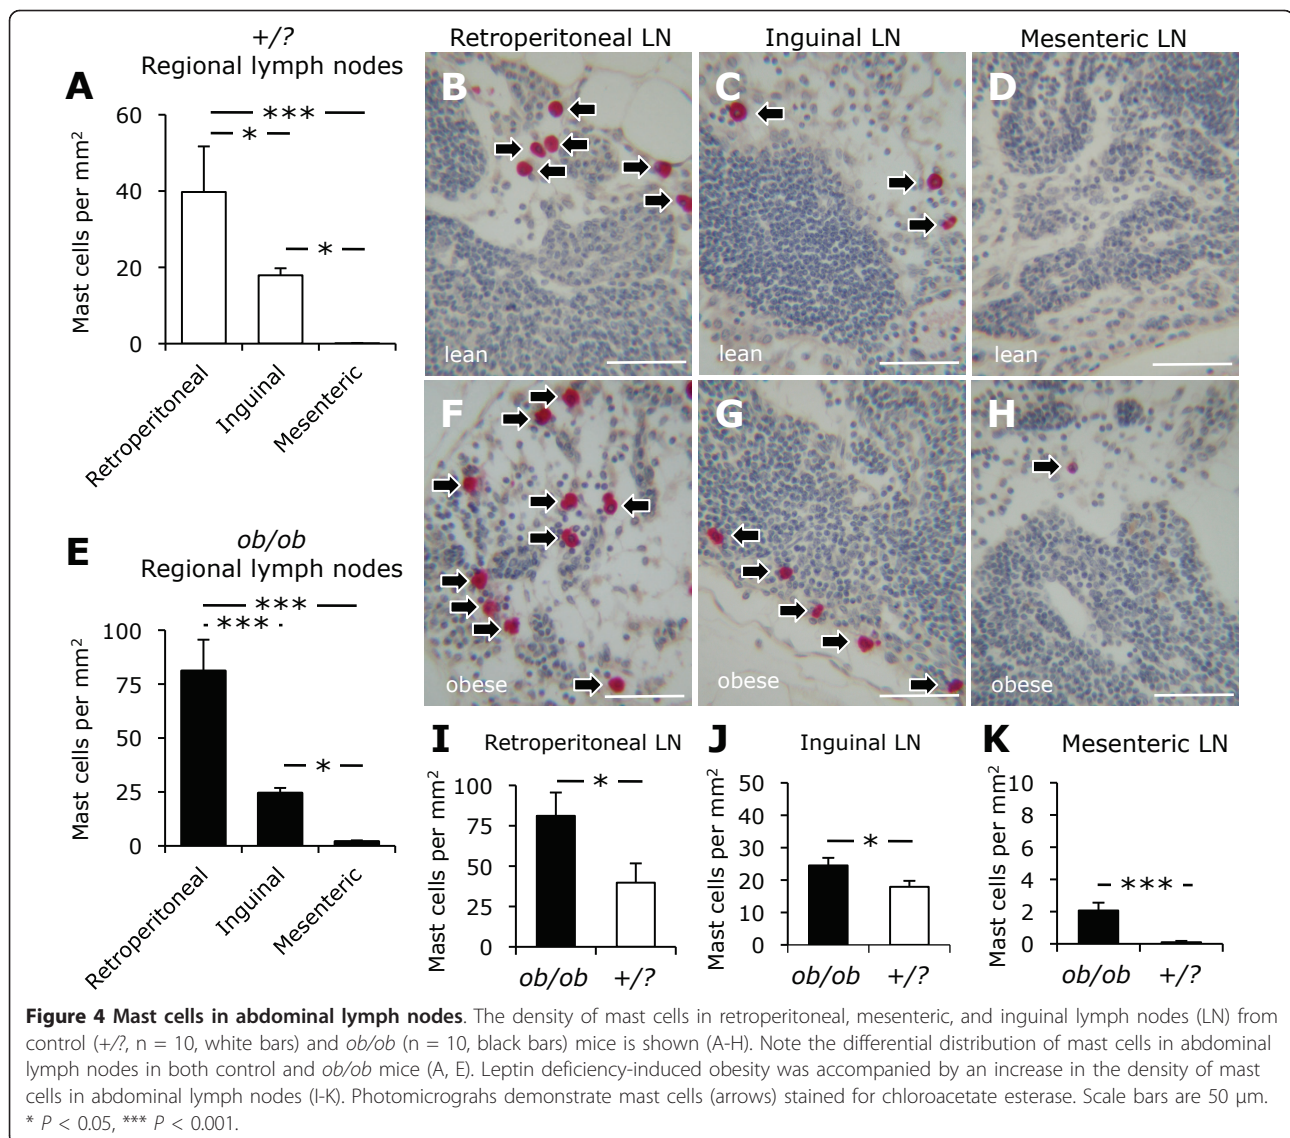 +/?
Regional lymph nodes
A
Mast cells per mm²
60
40
20
0
***
*
*
Retroperitoneal
Inguinal
Mesenteric
Retroperitoneal LN
Inguinal LN
Mesenteric LN
B
lean
C
lean
D
lean
E
ob/ob
Regional lymph nodes
Mast cells per mm²
100
75
50
25
0
***
***
*
Retroperitoneal
Inguinal
Mesenteric
F
obese
G
obese
H
obese
I
Retroperitoneal LN
Mast cells per mm²
100
75
50
25
0
*
ob/ob +/?
J
Inguinal LN
Mast cells per mm²
50
40
30
20
10
0
*
ob/ob +/?
K
Mesenteric LN
Mast cells per mm²
10
8
6
4
2
0
***
ob/ob +/?
Figure 4 Mast cells in abdominal lymph nodes. The density of mast cells in retroperitoneal, mesenteric, and inguinal lymph nodes (LN) from
control (+/?, n = 10, white bars) and ob/ob (n = 10, black bars) mice is shown (A-H). Note the differential distribution of mast cells in abdominal
lymph nodes in both control and ob/ob mice (A, E). Leptin deficiency-induced obesity was accompanied by an increase in the density of mast
cells in abdominal lymph nodes (I-K). Photomicrograhs demonstrate mast cells (arrows) stained for chloroacetate esterase. Scale bars are 50 μm.
* P < 0.05, *** P < 0.001.